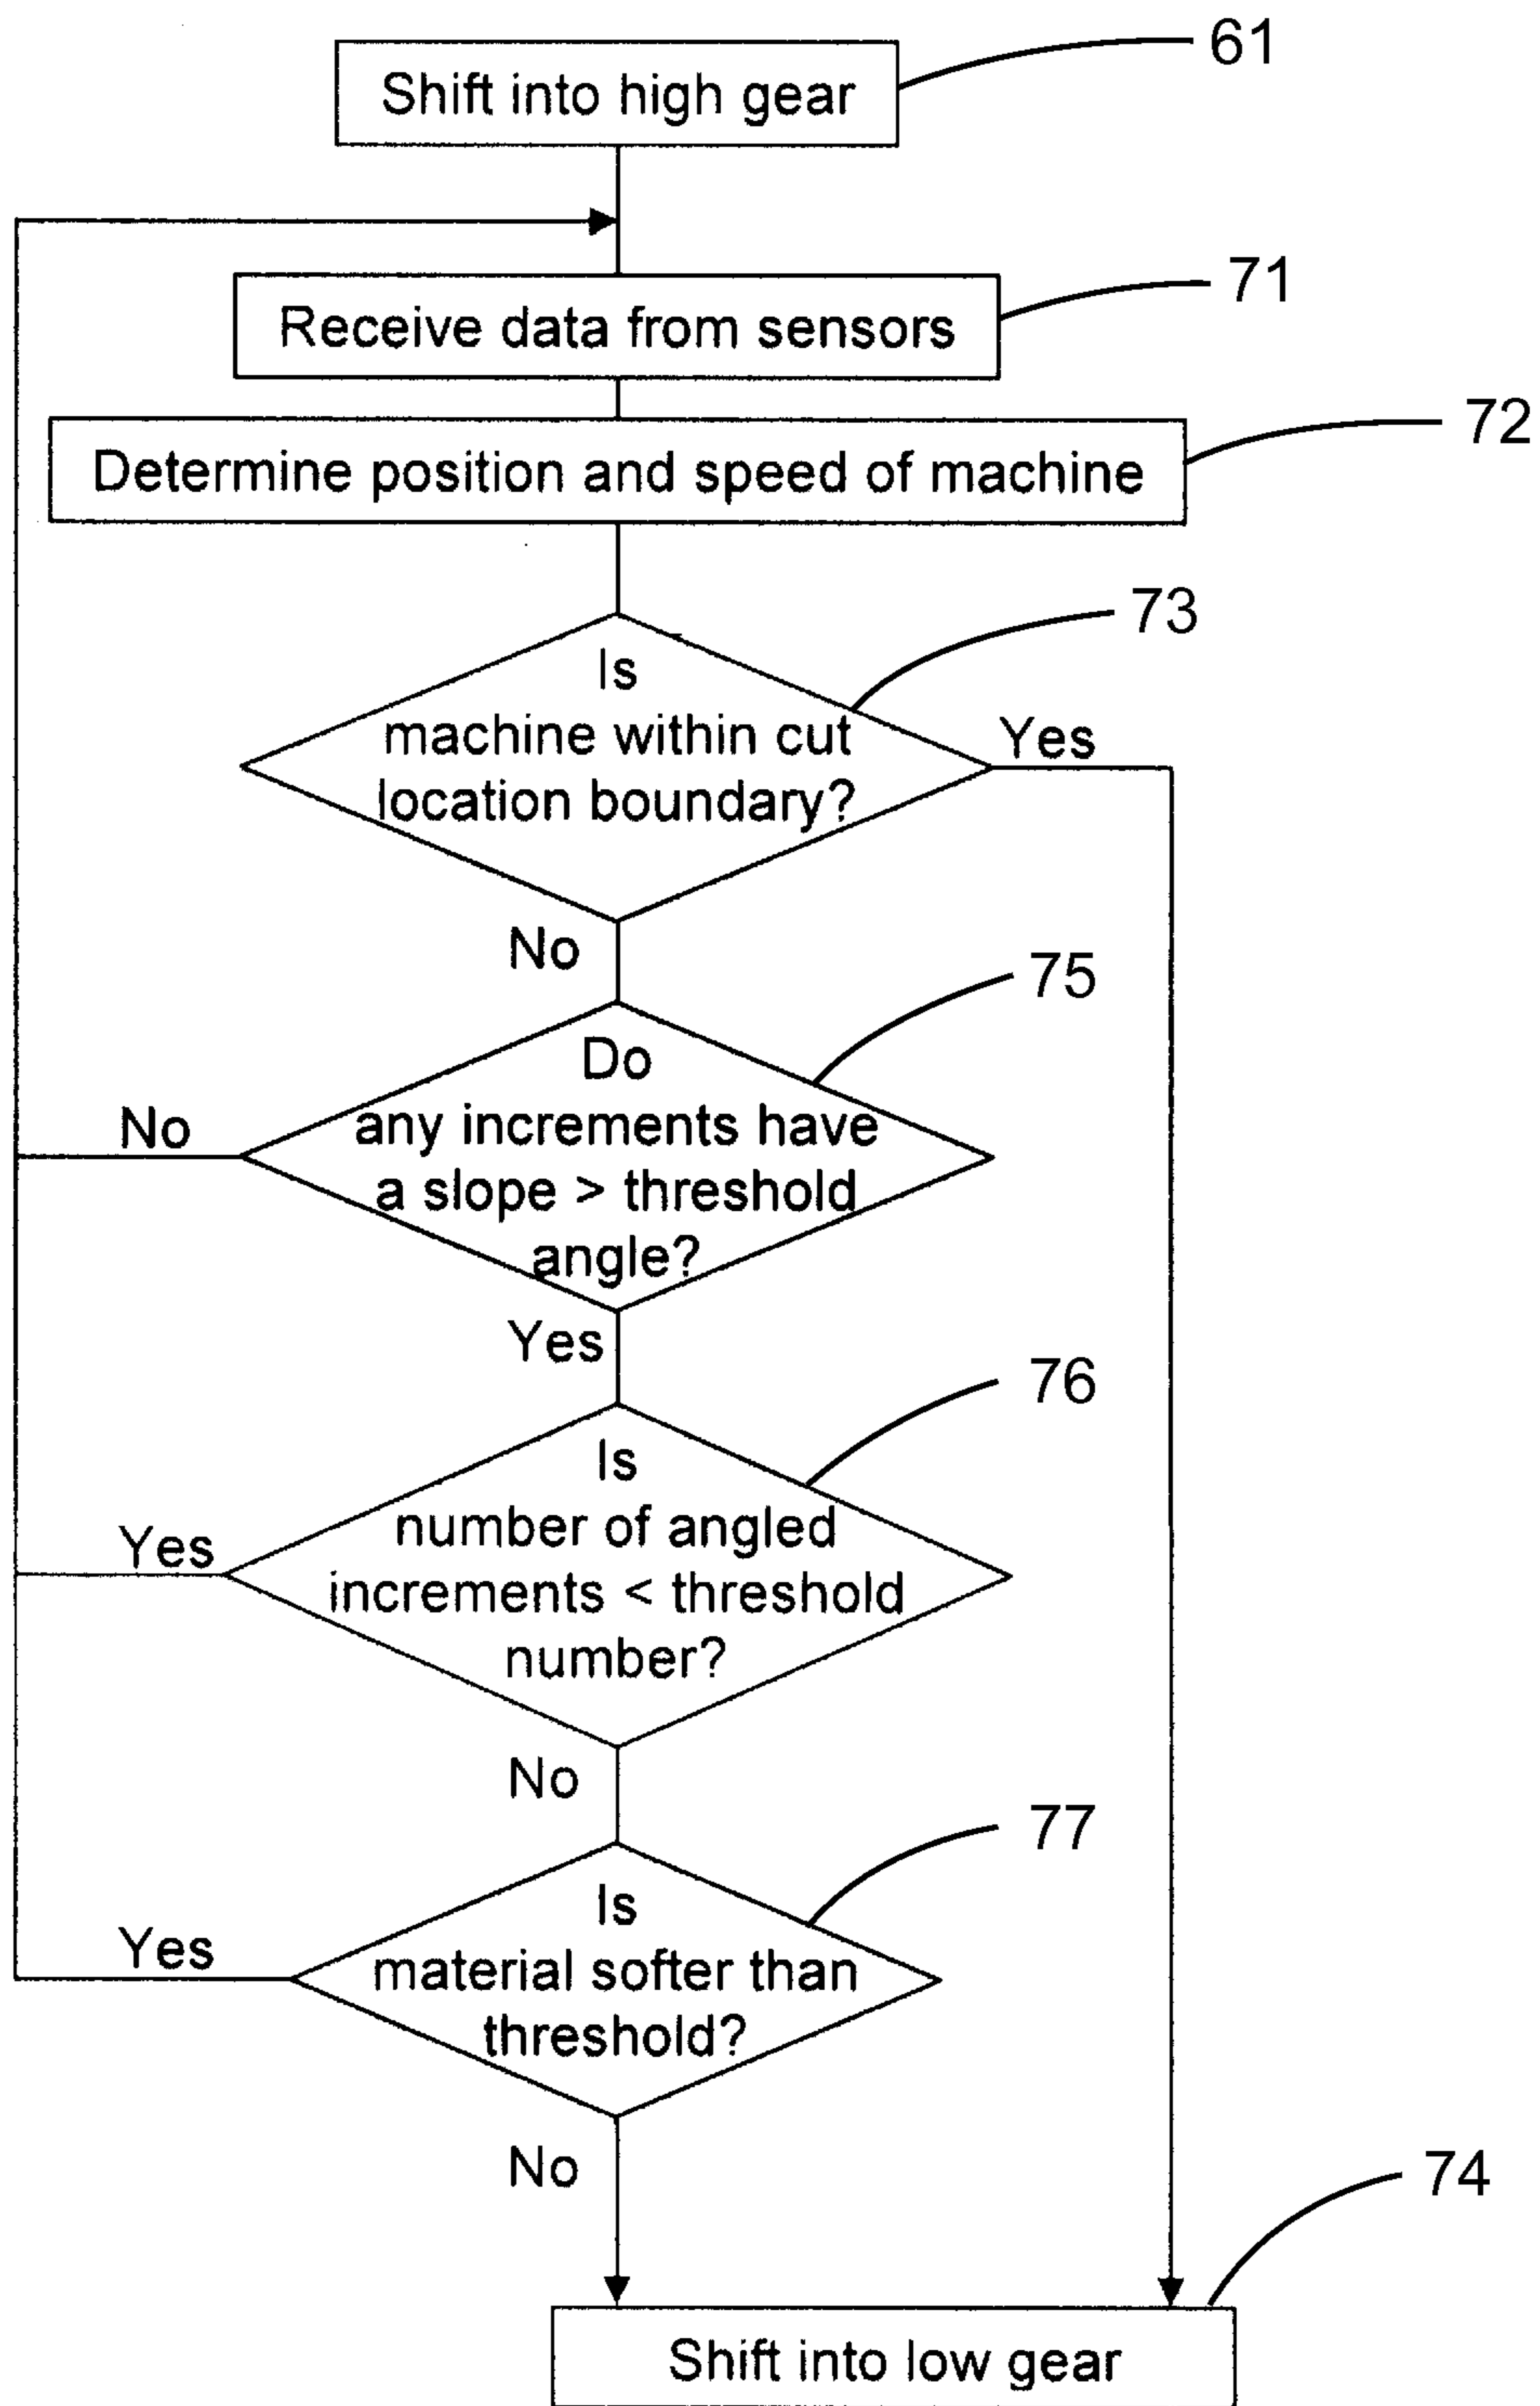 61
Shift into high gear
71
Receive data from sensors
72
Determine position and speed of machine
73
Is
machine within cut
location boundary?
Yes
No
75
Do
any increments have
a slope > threshold
angle?
No
Yes
76
Is
number of angled
increments < threshold
number?
Yes
No
77
Is
material softer than
threshold?
Yes
No
74
Shift into low gear